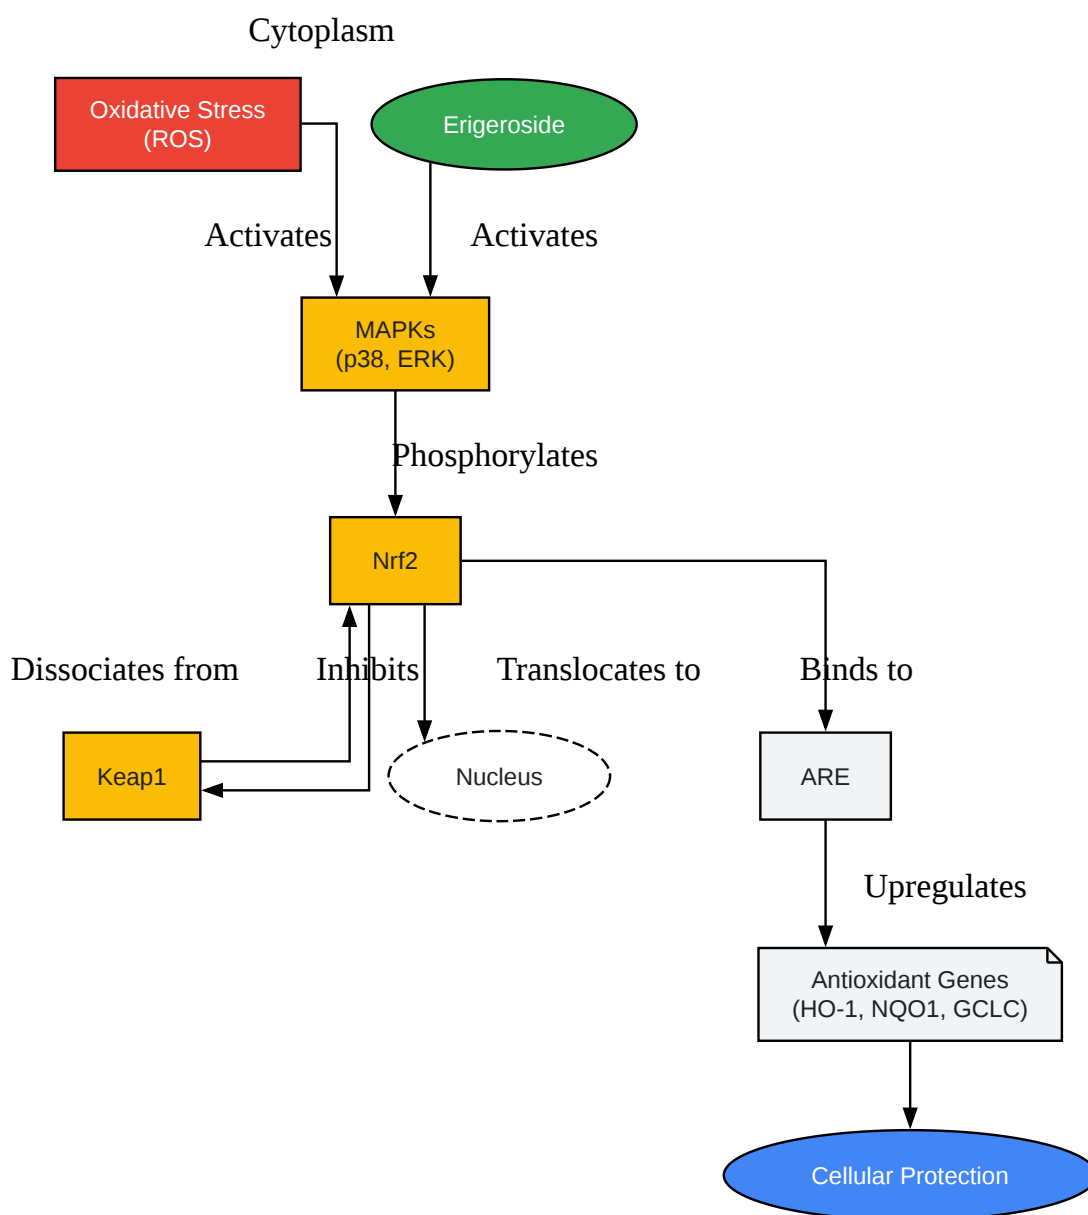 Cytoplasm
Oxidative Stress
(ROS)
Erigeroside
Activates
Activates
MAPKs
(p38, ERK)
Phosphorylates
Nrf2
Dissociates from
Inhibits
Translocates to
Binds to
Keap1
Nucleus
ARE
Upregulates
Antioxidant Genes
(HO-1, NQO1, GCLC)
Cellular Protection